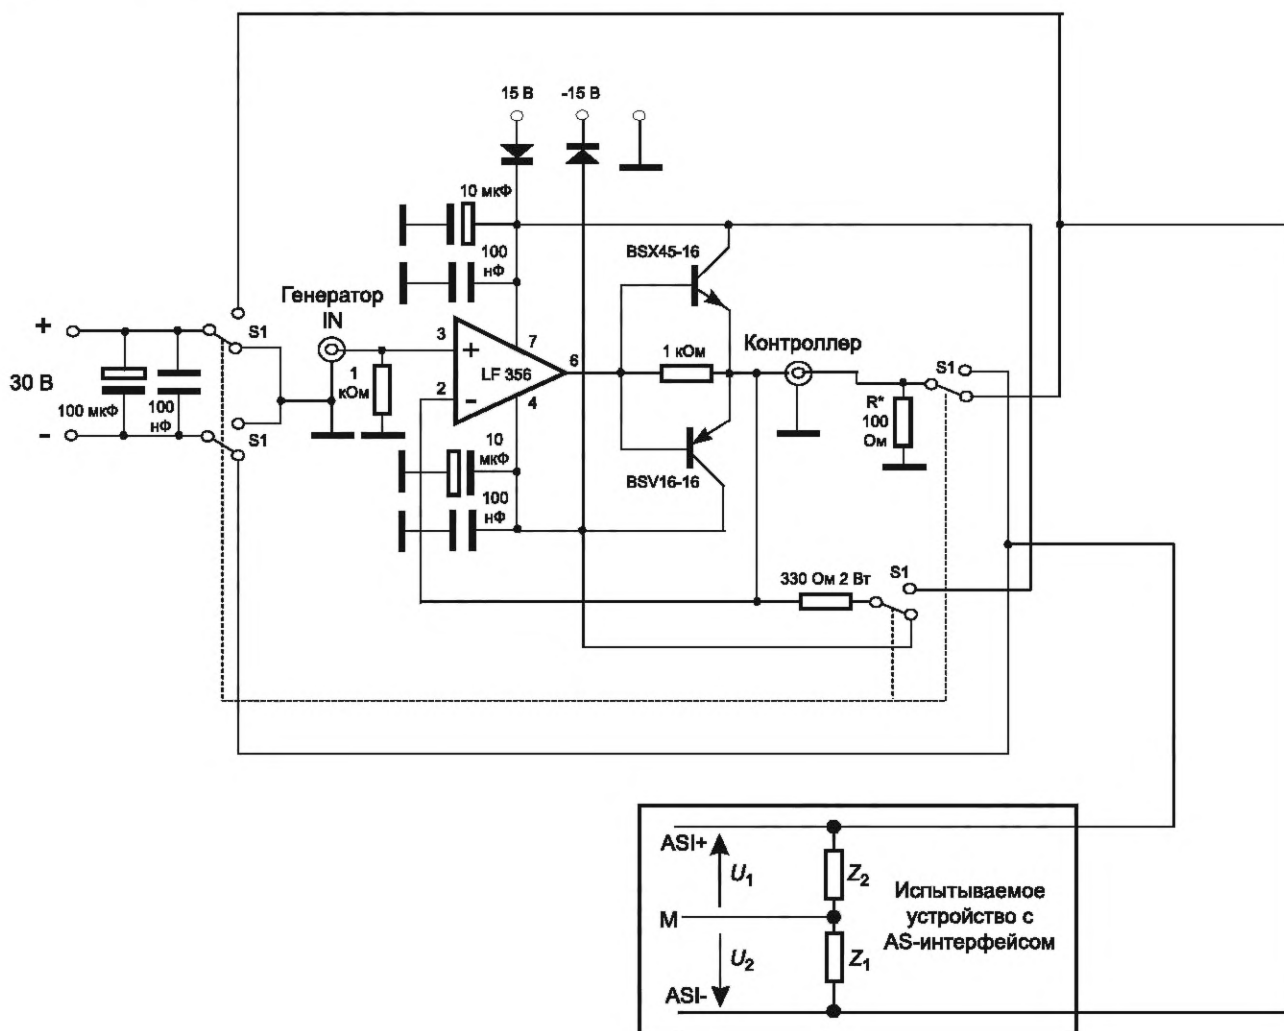 15 В
-15 В
10 мкФ
100
нФ
BSX45-16
Генератор
IN
+
30 В
-
S1
S1
100 мкФ
100
нФ
1
кОм
3
+
7
LF 356
2
-
4
6
1 кОм
Контроллер
S1
R*
100
Ом
10
мкФ
100
нФ
BSV16-16
330 Ом 2 Вт
S1
ASI+
U1
Z2
M
U2
Z1
ASI-
Испытываемое
устройство с
AS-интерфейсом